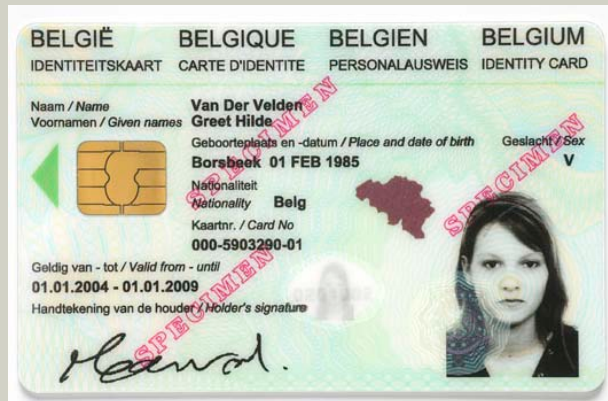 BELGIË BELGIQUE BELGIEN BELGIUM
IDENTITEITSKAART CARTE D'IDENTITE PERSONALAUSWEIS IDENTITY CARD
Naam / Name Van Der Velden
Voornamen / Given names Greet Hilde
Geboorteplaats en -datum / Place and date of birth Geslacht / Sex
Borsbeek 01 FEB 1985 V
Nationaliteit
Nationality Belg
Kaartnr. / Card No
000-5903290-01
Geldig van - tot / Valid from - until
01.01.2004 - 01.01.2009
Handtekening van de houder / Holder's signature
SPECIMEN
SPECIMEN
SPECIMEN